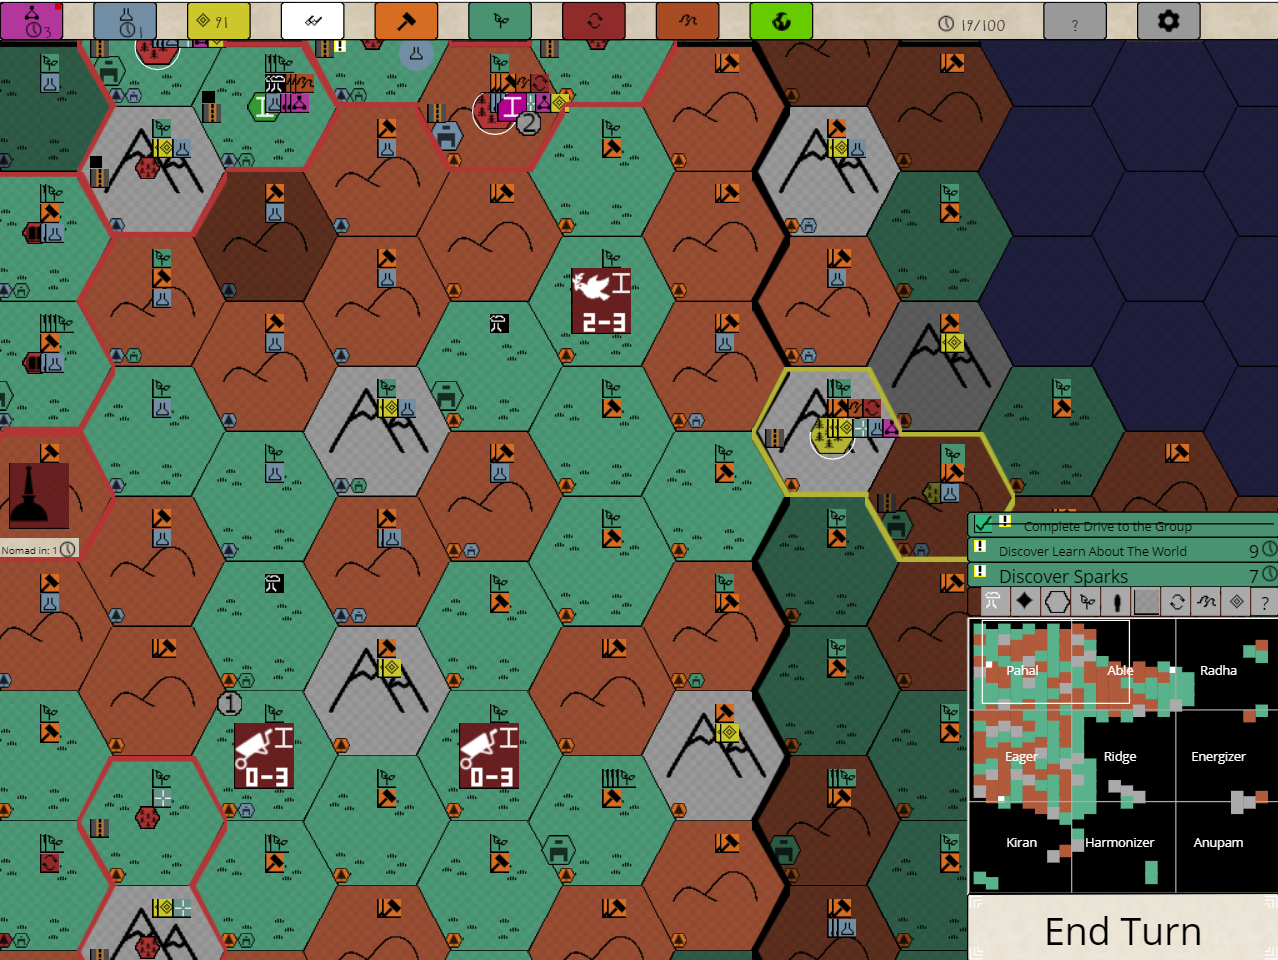 3
1
91
19/100
?
2
2-3
Nomad in: 1
1
0-3
0-3
Complete Drive to the Group
Discover Learn About The World 9
Discover Sparks 7
?
Pahal Able Radha
Eager Ridge Energizer
Kiran Harmonizer Anupam
End Turn